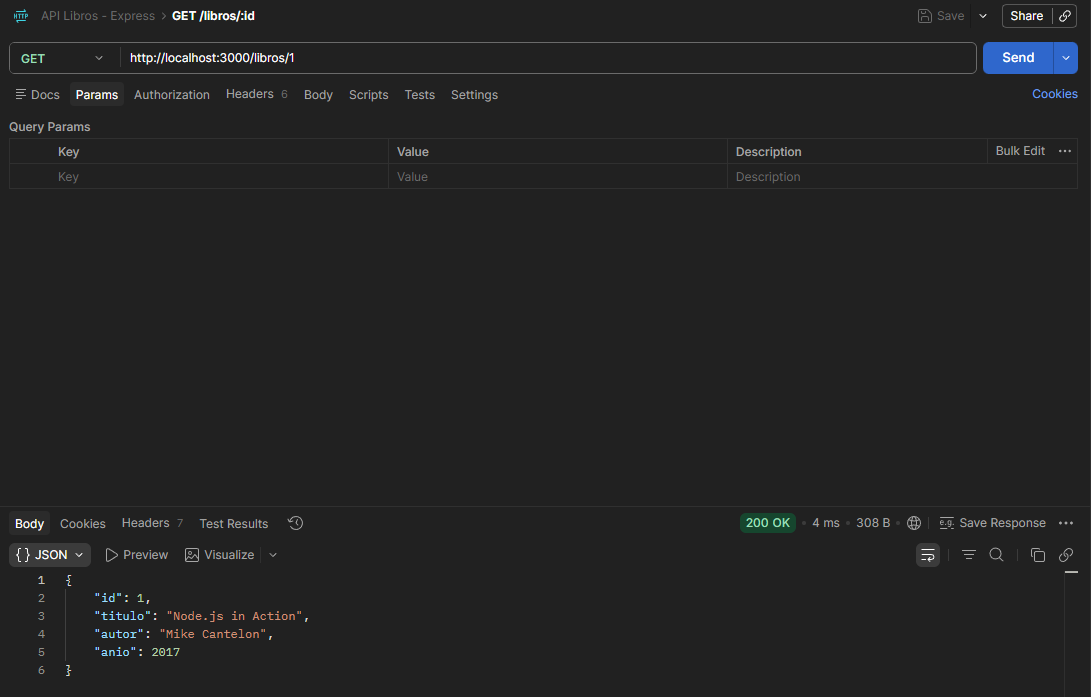 HTTP API Libros - Express > GET /libros/:id Save Share
GET http://localhost:3000/libros/1 Send
Docs Params Authorization Headers 6 Body Scripts Tests Settings Cookies
Query Params
Key Value Description Bulk Edit ...
Key Value Description
Body Cookies Headers 7 Test Results 200 OK • 4 ms • 308 B • e.g. Save Response ...
{ } JSON Preview Visualize
1 {
2 "id": 1,
3 "titulo": "Node.js in Action",
4 "autor": "Mike Cantelon",
5 "anio": 2017
6 }